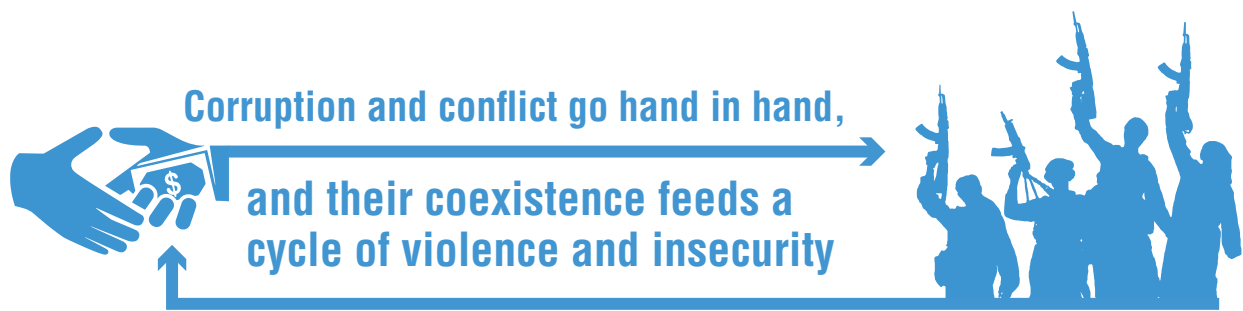 Corruption and conflict go hand in hand,
$
and their coexistence feeds a
cycle of violence and insecurity